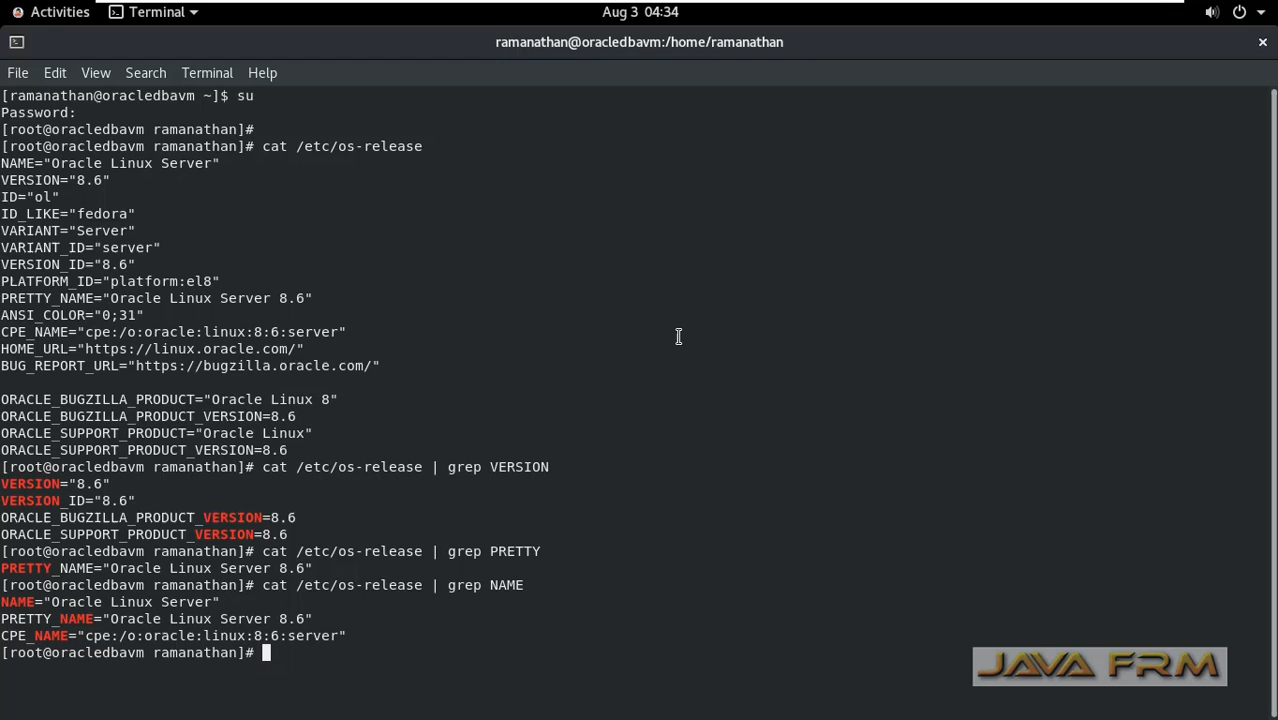 Activities Terminal Aug 3 04:34
ramanathan@oracledbavm:/home/ramanathan
File Edit View Search Terminal Help
[ramanathan@oracledbavm ~]$ su
Password:
[root@oracledbavm ramanathan]#
[root@oracledbavm ramanathan]# cat /etc/os-release
NAME="Oracle Linux Server"
VERSION="8.6"
ID="ol"
ID_LIKE="fedora"
VARIANT="Server"
VARIANT_ID="server"
VERSION_ID="8.6"
PLATFORM_ID="platform:el8"
PRETTY_NAME="Oracle Linux Server 8.6"
ANSI_COLOR="0;31"
CPE_NAME="cpe:/o:oracle:linux:8:6:server"
HOME_URL="https://linux.oracle.com/"
BUG_REPORT_URL="https://bugzilla.oracle.com/"
ORACLE_BUGZILLA_PRODUCT="Oracle Linux 8"
ORACLE_BUGZILLA_PRODUCT_VERSION=8.6
ORACLE_SUPPORT_PRODUCT="Oracle Linux"
ORACLE_SUPPORT_PRODUCT_VERSION=8.6
[root@oracledbavm ramanathan]# cat /etc/os-release | grep VERSION
VERSION="8.6"
VERSION_ID="8.6"
ORACLE_BUGZILLA_PRODUCT_VERSION=8.6
ORACLE_SUPPORT_PRODUCT_VERSION=8.6
[root@oracledbavm ramanathan]# cat /etc/os-release | grep PRETTY
PRETTY_NAME="Oracle Linux Server 8.6"
[root@oracledbavm ramanathan]# cat /etc/os-release | grep NAME
NAME="Oracle Linux Server"
PRETTY_NAME="Oracle Linux Server 8.6"
CPE_NAME="cpe:/o:oracle:linux:8:6:server"
[root@oracledbavm ramanathan]#
JAVA FRM